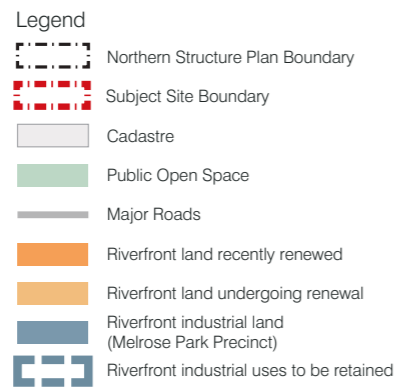 Legend
Northern Structure Plan Boundary
Subject Site Boundary
Cadastre
Public Open Space
Major Roads
Riverfront land recently renewed
Riverfront land undergoing renewal
Riverfront industrial land
(Melrose Park Precinct)
Riverfront industrial uses to be retained